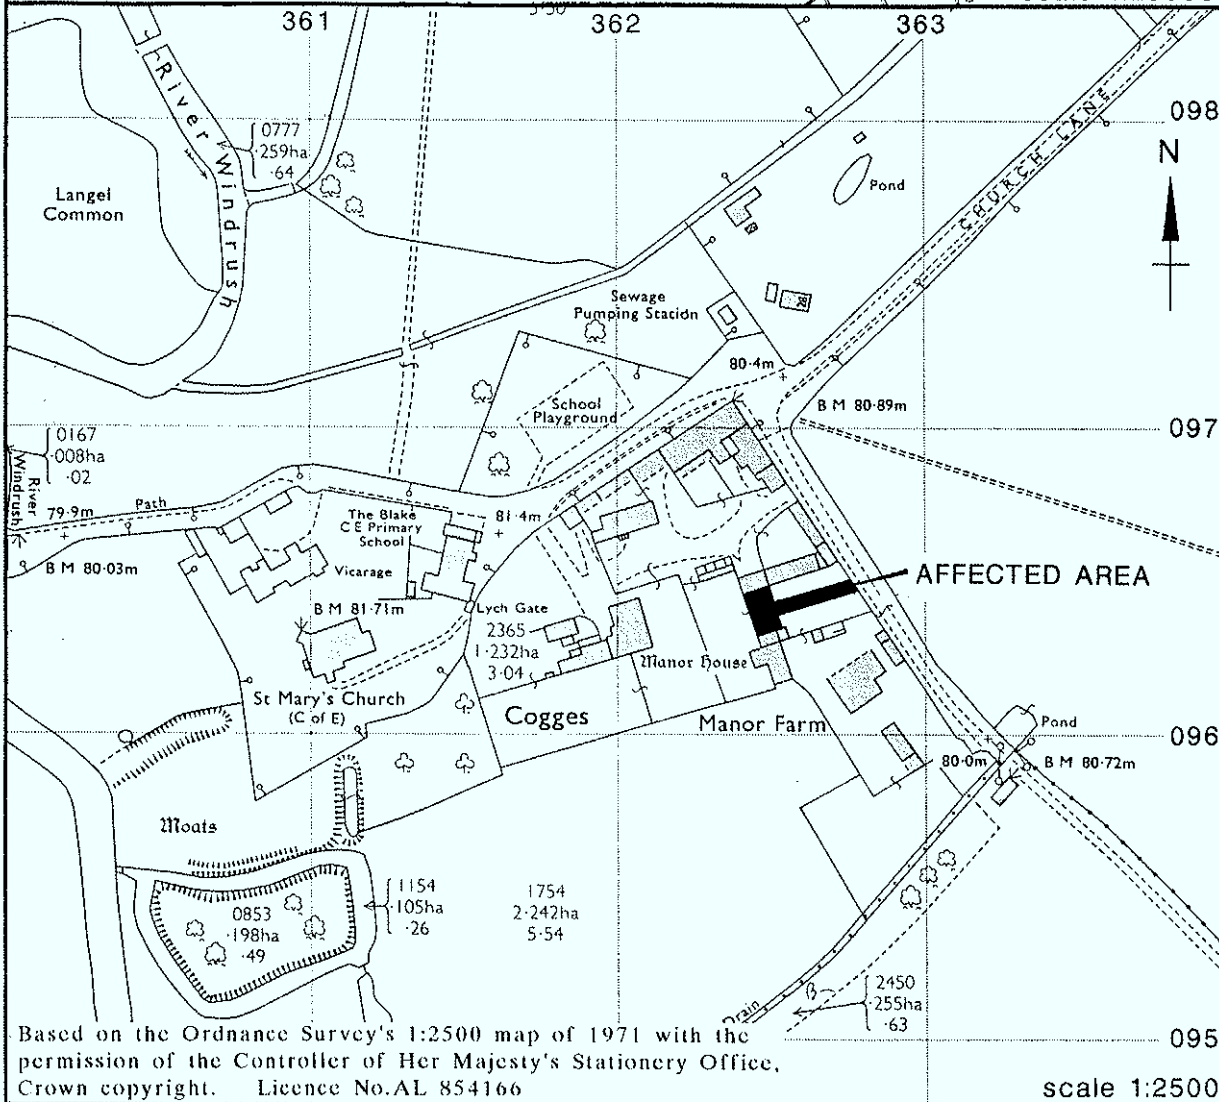 5·50
361
362
363
098
N
CHURCH LANE
River Windrush
0777
·259ha
·64
Langel
Common
Pond
Sewage
Pumping Station
80·4m
B M 80·89m
School
Playground
097
0167
·008ha
·02
River
Windrush
79·9m
Path
The Blake
C E Primary
School
81·4m
B M 80·03m
Vicarage
B M 81·71m
Lych Gate
2365
1·232ha
3·04
AFFECTED AREA
Manor House
St Mary's Church
(C of E)
Cogges
Manor Farm
Pond
096
80·0m
B M 80·72m
Moats
1154
·105ha
·26
1754
2·242ha
5·54
0853
·198ha
·49
2450
·255ha
·63
Drain
Based on the Ordnance Survey's 1:2500 map of 1971 with the
permission of the Controller of Her Majesty's Stationery Office,
Crown copyright. Licence No.AL 854166
095
scale 1:2500